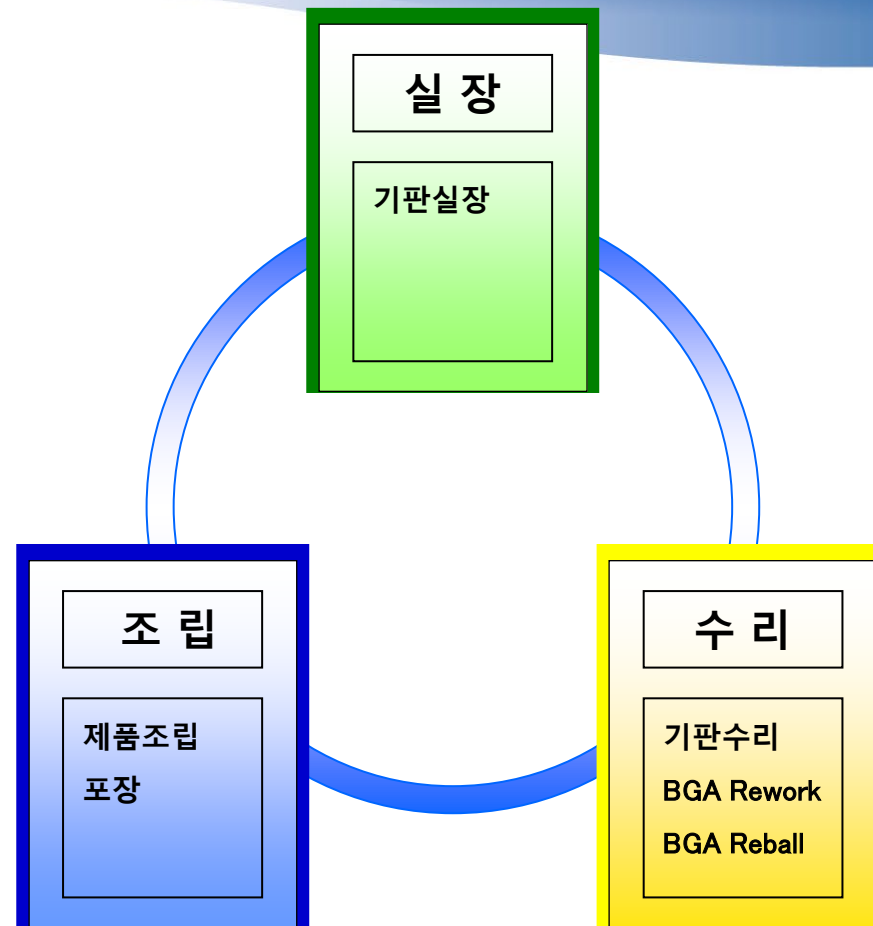 실 장
기판실장
조 립
제품조립
포장
수 리
기판수리
BGA Rework
BGA Reball